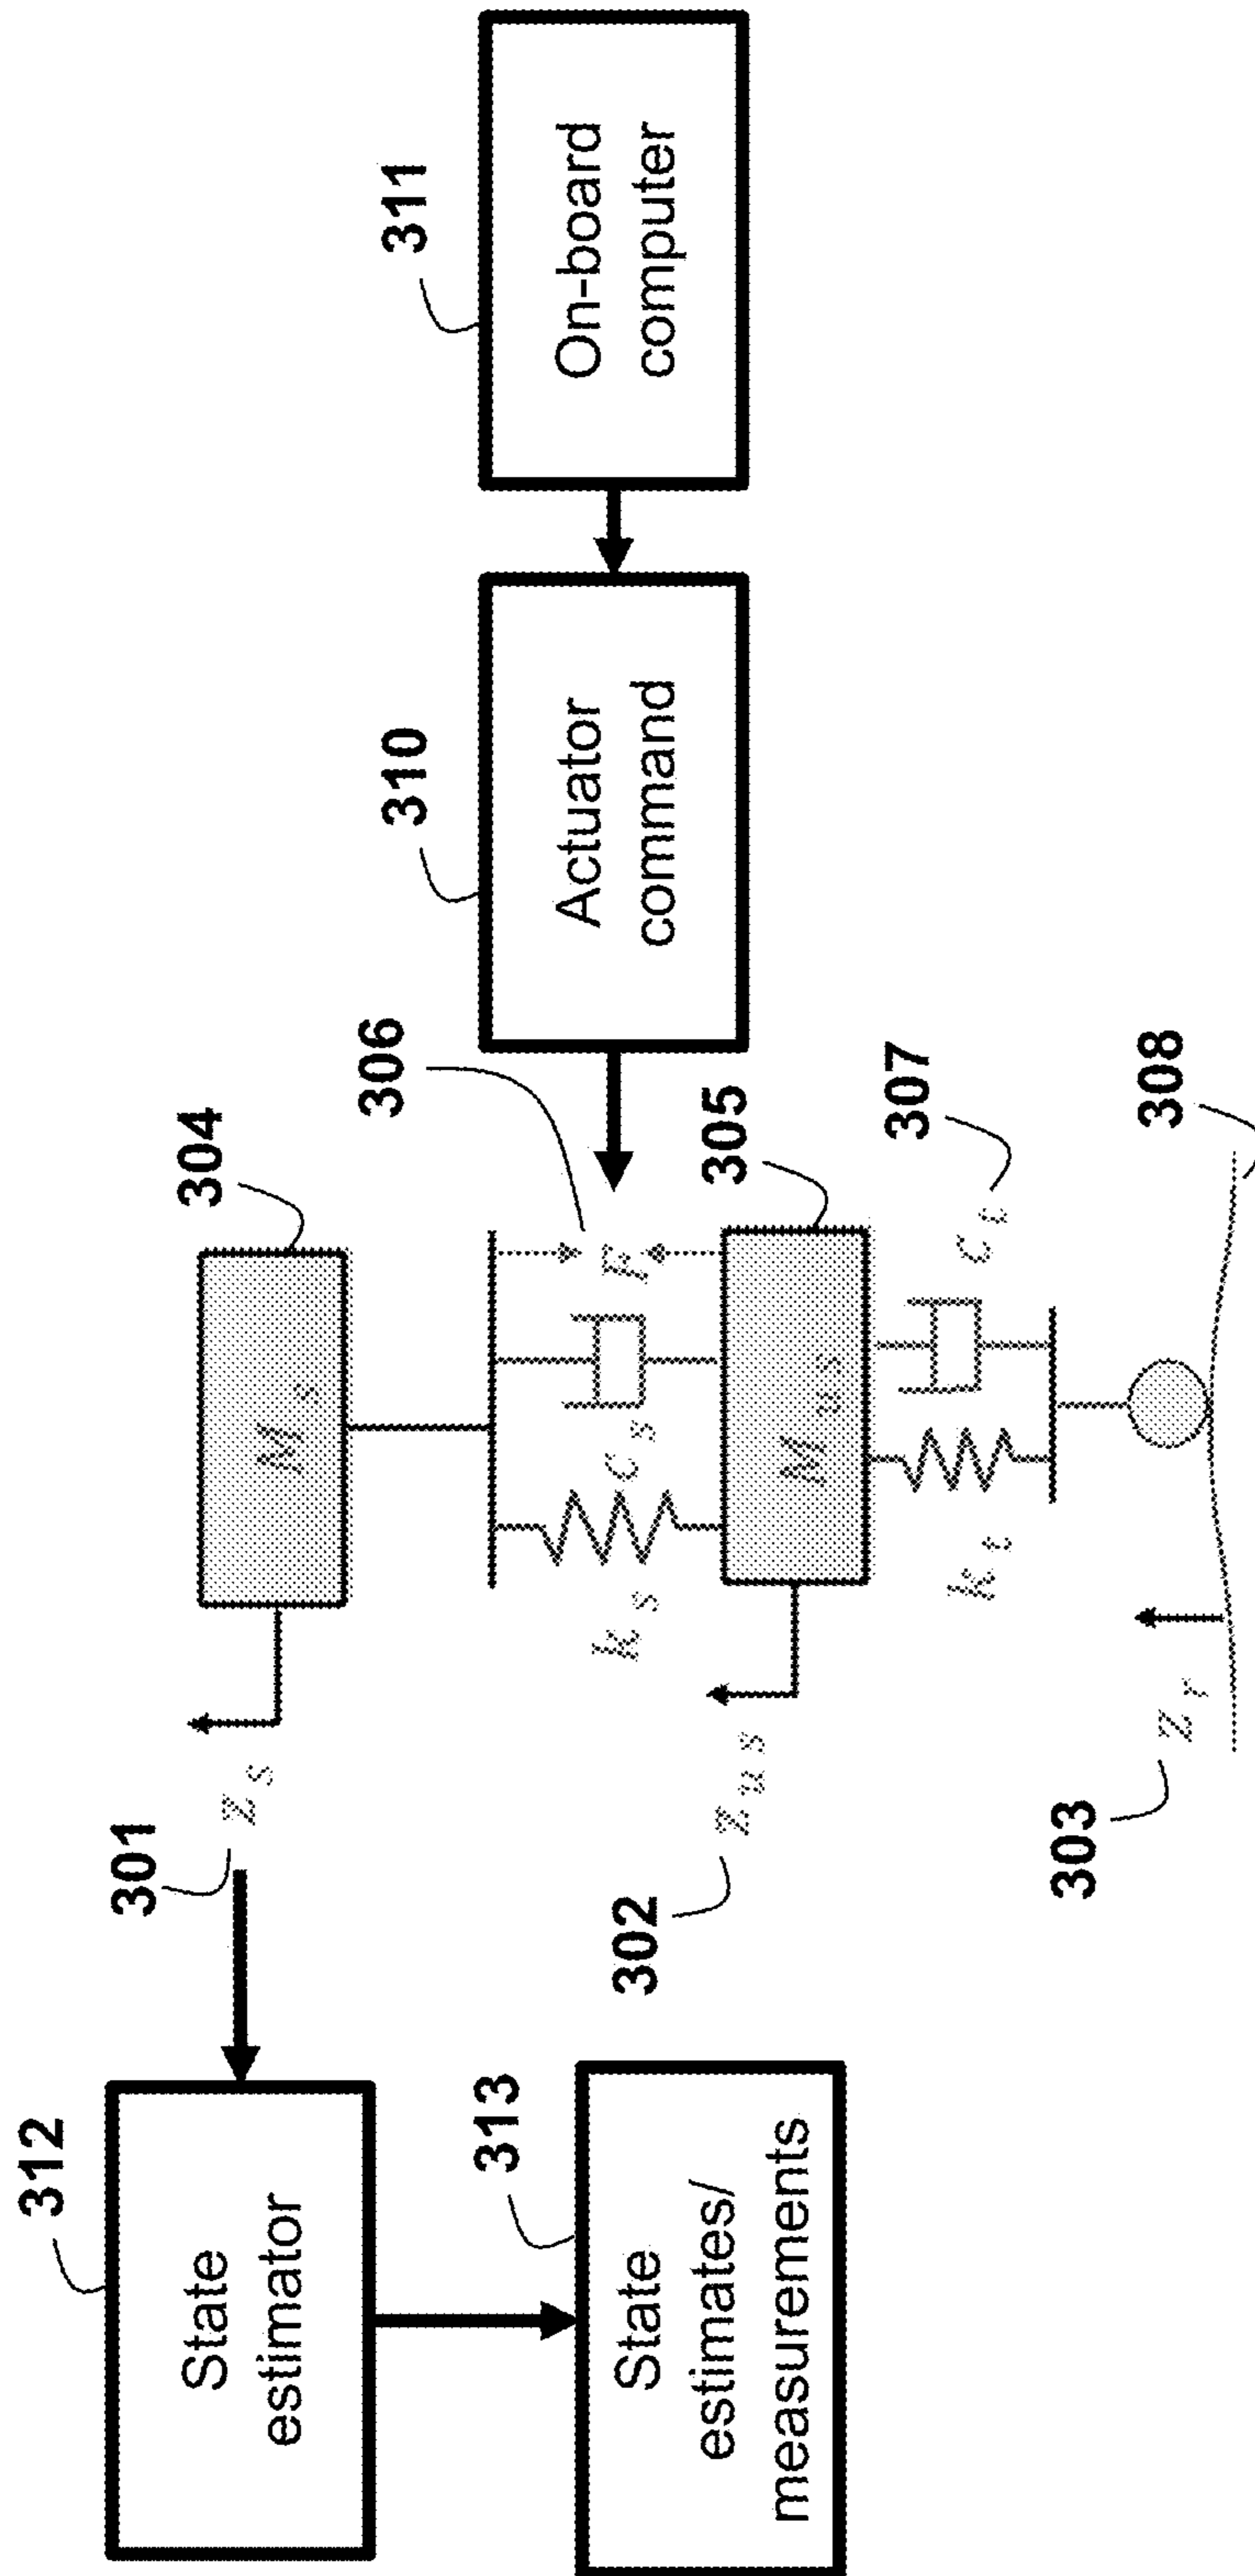 312
State
estimator
313
State
estimates/
measurements
301
z s
302
z u s
303
z r
304
M s
k s
c s
F
306
305
M u s
k t
c t
307
308
310
Actuator
command
311
On-board
computer